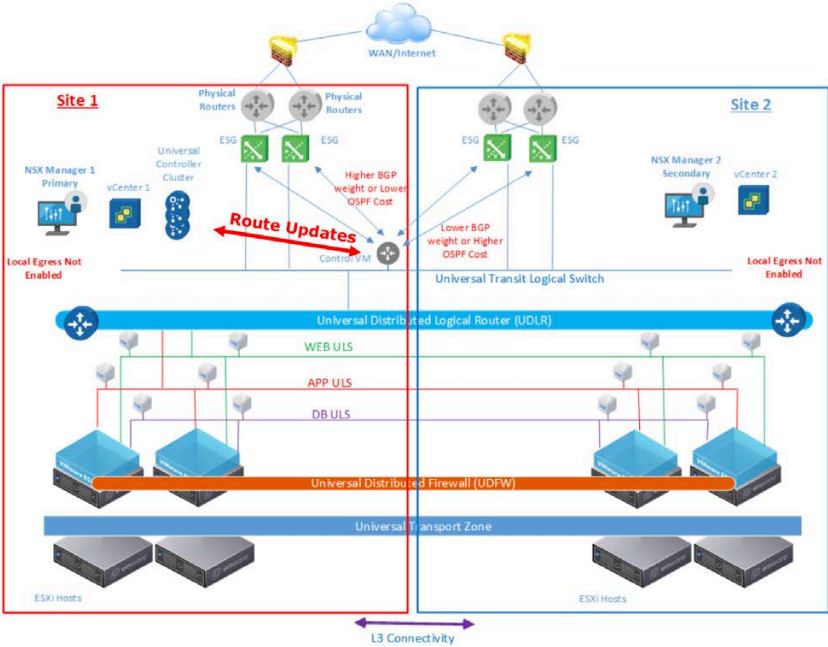 WAN/Internet
Site 1
Physical
Routers
Physical
Routers
Site 2
ESG
ESG
ESG
ESG
Universal
Controller
Cluster
NSX Manager 1
Primary
vCenter 1
Higher BGP
weight or Lower
OSPF Cost
NSX Manager 2
Secondary
vCenter 2
Route Updates
Lower BGP
weight or Higher
OSPF Cost
Control VM
Local Egress Not
Enabled
Local Egress Not
Enabled
Universal Transit Logical Switch
Universal Distributed Logical Router (UDLR)
WEB ULS
APP ULS
DB ULS
Universal Distributed Firewall (UDFW)
Universal Transport Zone
ESXi Hosts
ESXi Hosts
L3 Connectivity